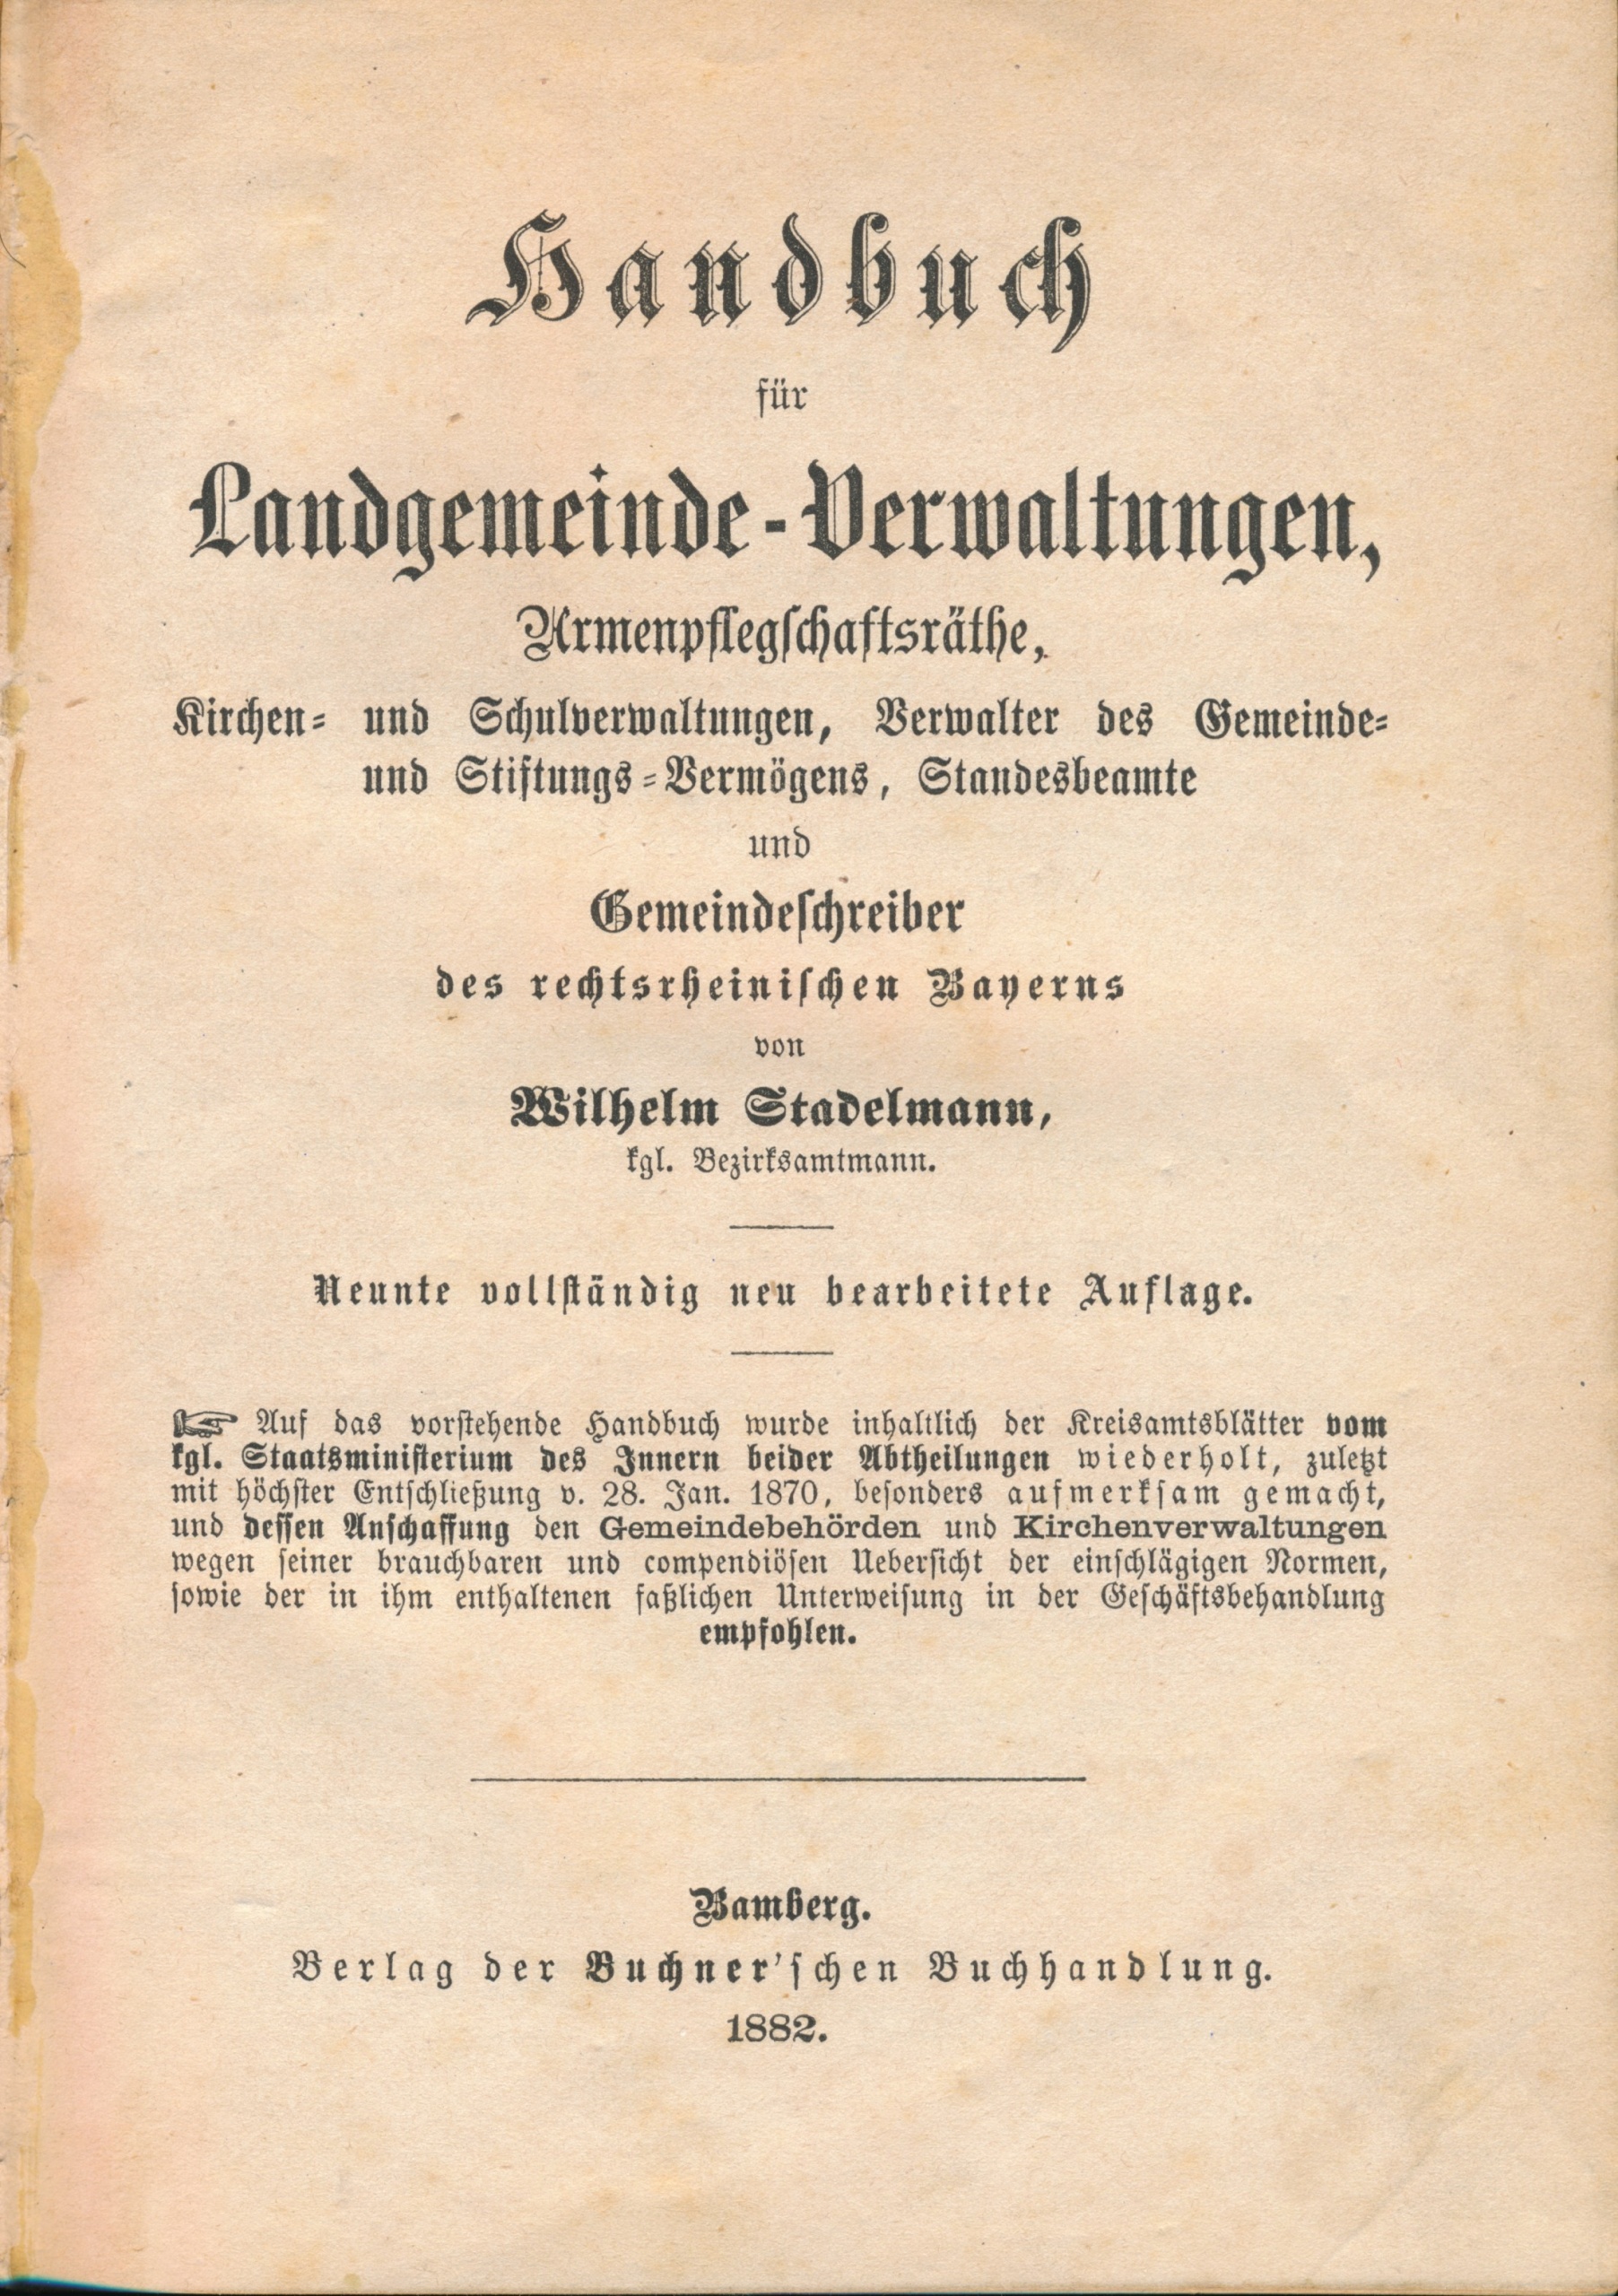 Handbuch
für
Landgemeinde-Verwaltungen,
Armenpflegschaftsräthe,
Kirchen- und Schulverwaltungen, Verwalter des Gemeinde-
und Stiftungs-Vermögens, Standesbeamte
und
Gemeindeschreiber
des rechtsrheinischen Bayerns
von
Wilhelm Stadelmann,
kgl. Bezirksamtmann.
Neunte vollständig neu bearbeitete Auflage.
☞ Auf das vorstehende Handbuch wurde inhaltlich der Kreisamtsblätter vom
kgl. Staatsministerium des Innern beider Abtheilungen wiederholt, zuletzt
mit höchster Entschließung v. 28. Jan. 1870, besonders aufmerksam gemacht,
und dessen Anschaffung den Gemeindebehörden und Kirchenverwaltungen
wegen seiner brauchbaren und compendiösen Uebersicht der einschlägigen Normen,
sowie der in ihm enthaltenen faßlichen Unterweisung in der Geschäftsbehandlung
empfohlen.
Bamberg.
Verlag der Buchner'schen Buchhandlung.
1882.